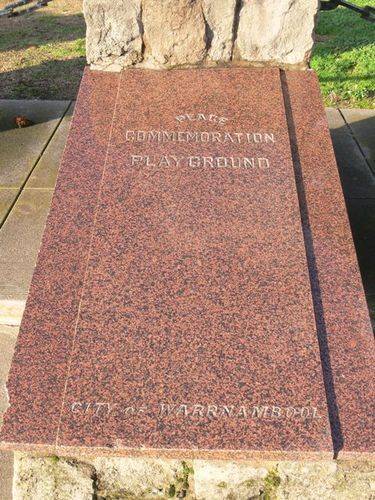 PEACE
COMMEMORATION
PLAYGROUND
CITY OF WARRNAMBOOL